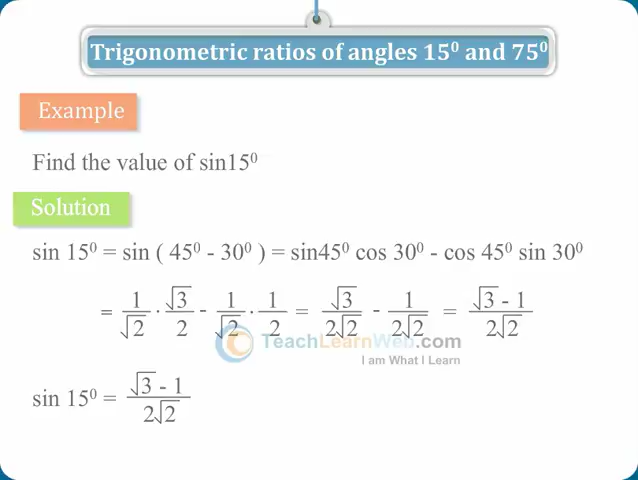 Trigonometric ratios of angles 15⁰ and 75⁰
Example
Find the value of sin15⁰
Solution
sin 15⁰ = sin ( 45⁰ - 30⁰ ) = sin45⁰ cos 30⁰ - cos 45⁰ sin 30⁰
= 1/√2 · √3/2 - 1/√2 · 1/2 = √3/2√2 - 1/2√2 = √3 - 1/2√2
TeachLearnWeb.com
I am What I Learn
sin 15⁰ = √3 - 1/2√2